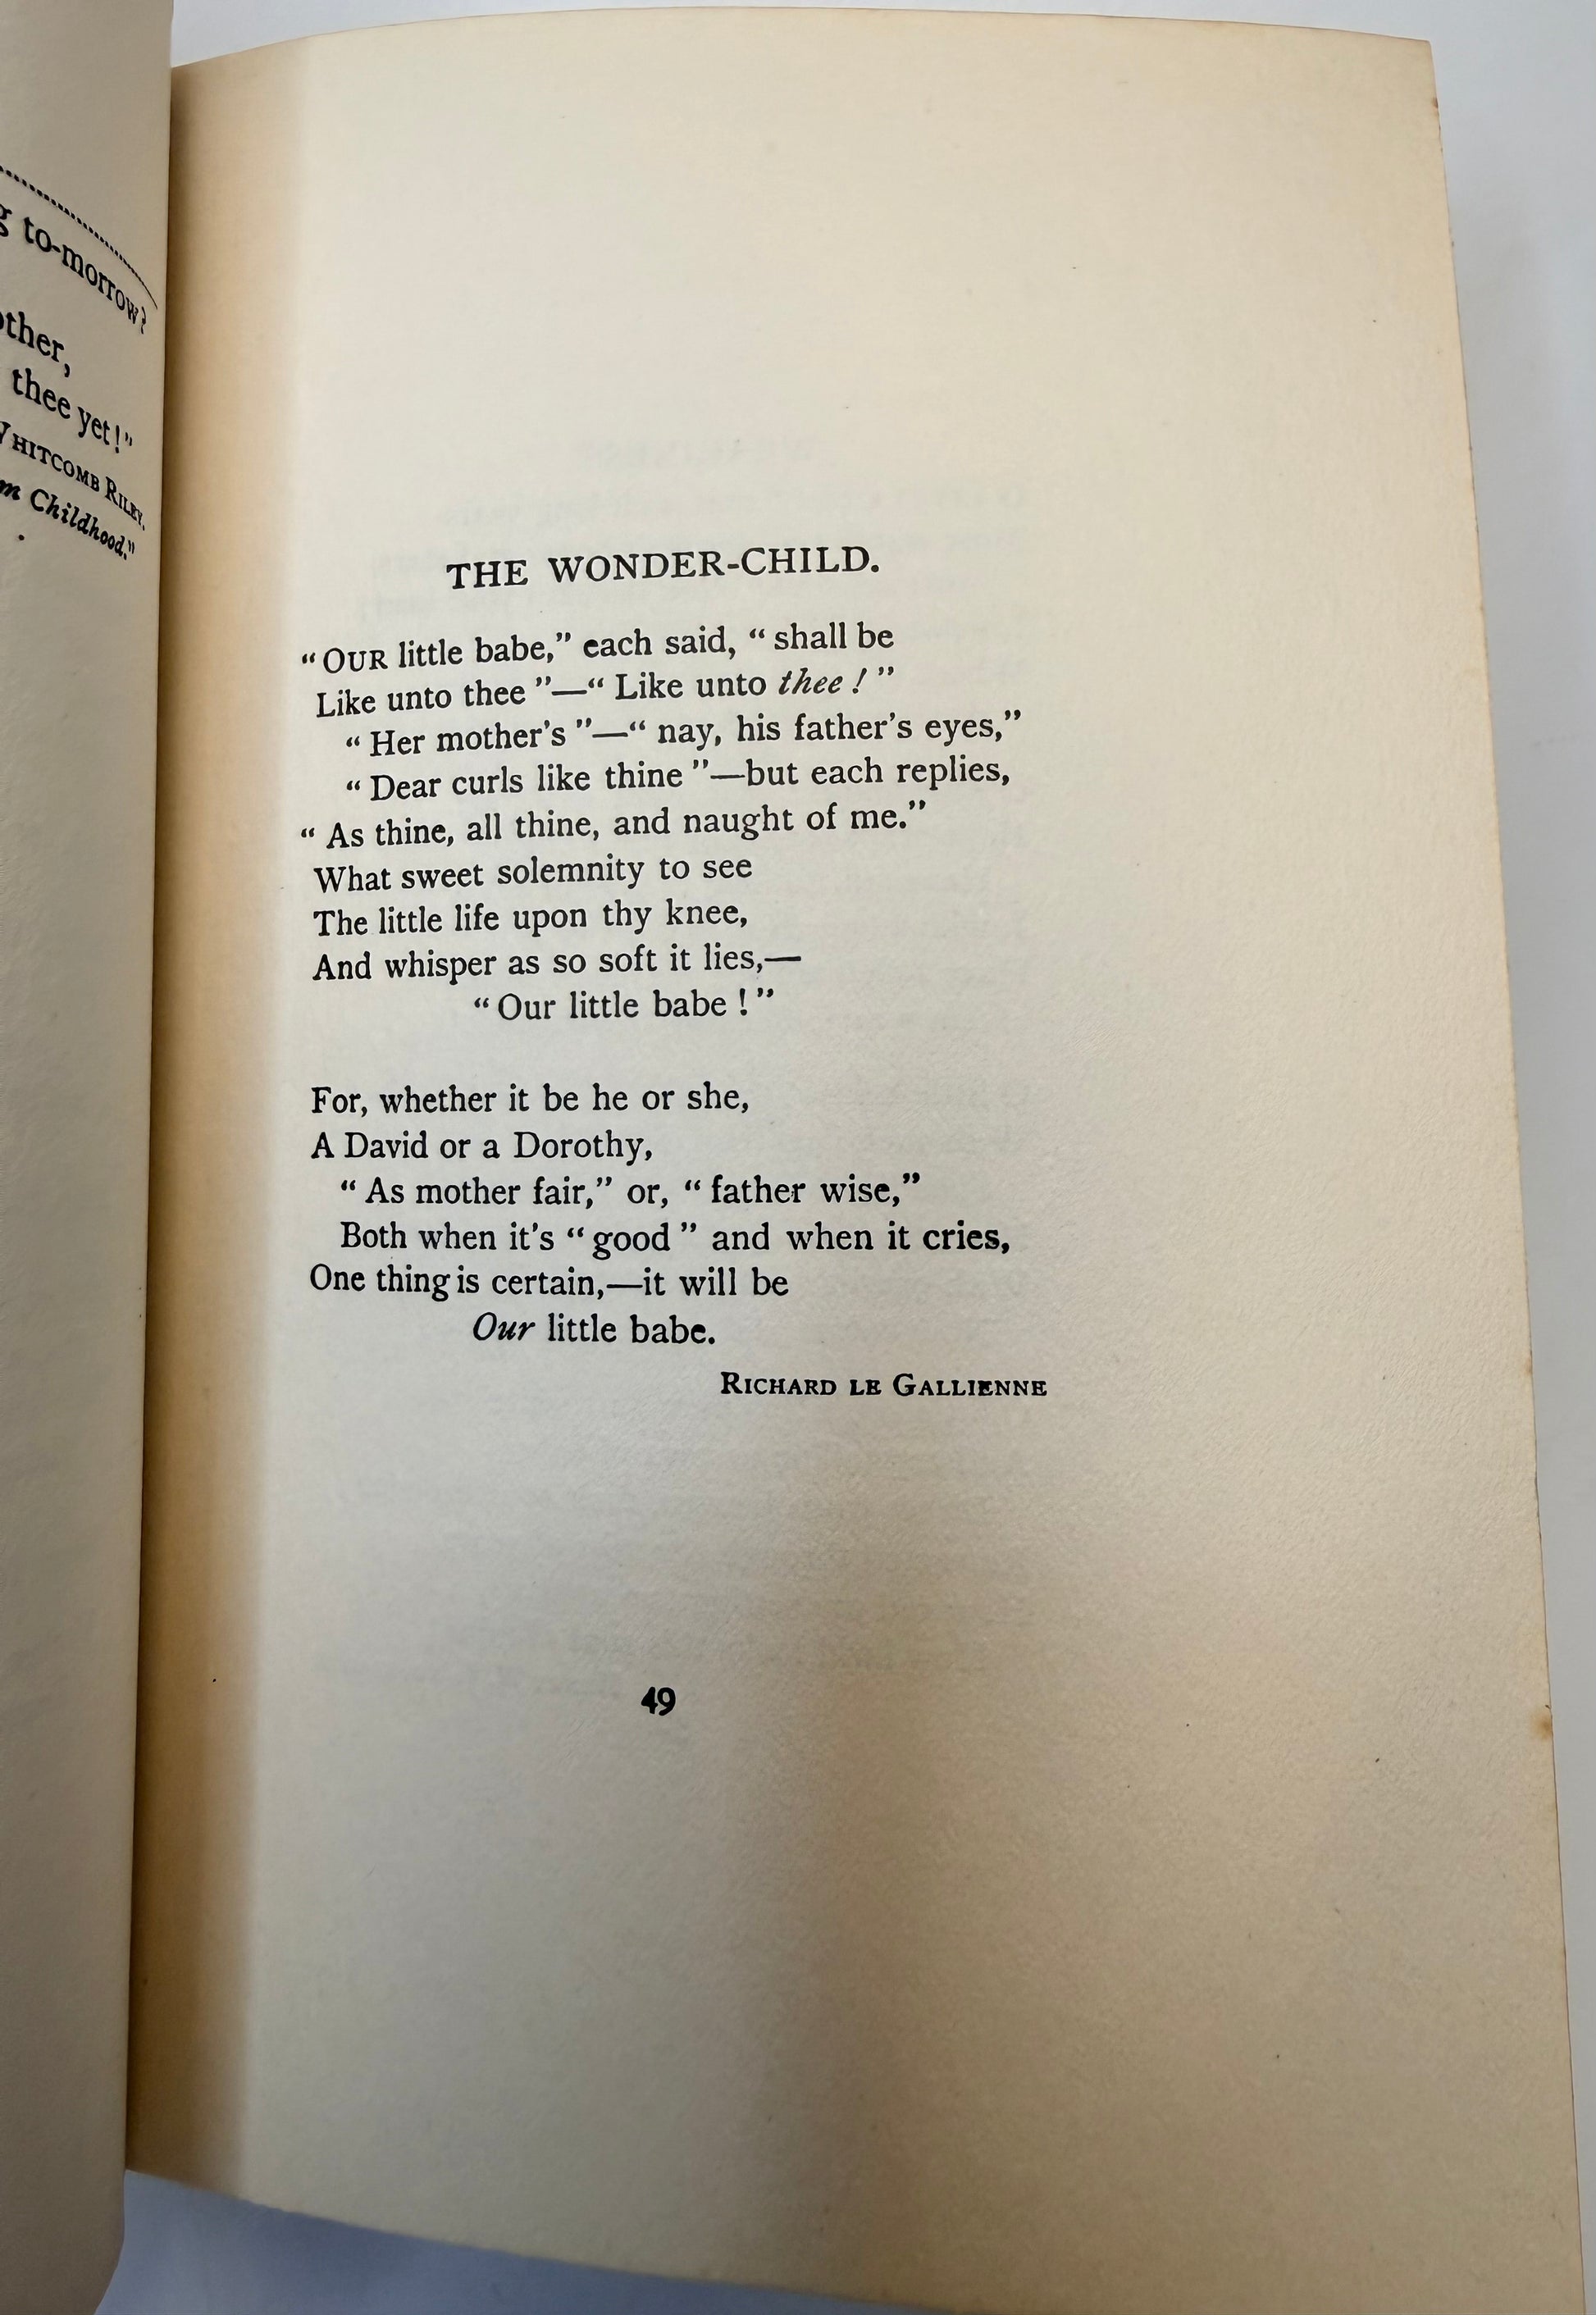 to-morrow?
thee yet!"
WHITCOMB RILEY.
Childhood."
THE WONDER-CHILD.
“OUR little babe,” each said, “shall be
Like unto thee”—“Like unto thee!”
“Her mother's”—“nay, his father's eyes,”
“Dear curls like thine”—but each replies,
“As thine, all thine, and naught of me.”
What sweet solemnity to see
The little life upon thy knee,
And whisper as so soft it lies,—
“Our little babe!”
For, whether it be he or she,
A David or a Dorothy,
“As mother fair,” or, “father wise,”
Both when it's “good” and when it cries,
One thing is certain,—it will be
Our little babe.
RICHARD LE GALLIENNE
49